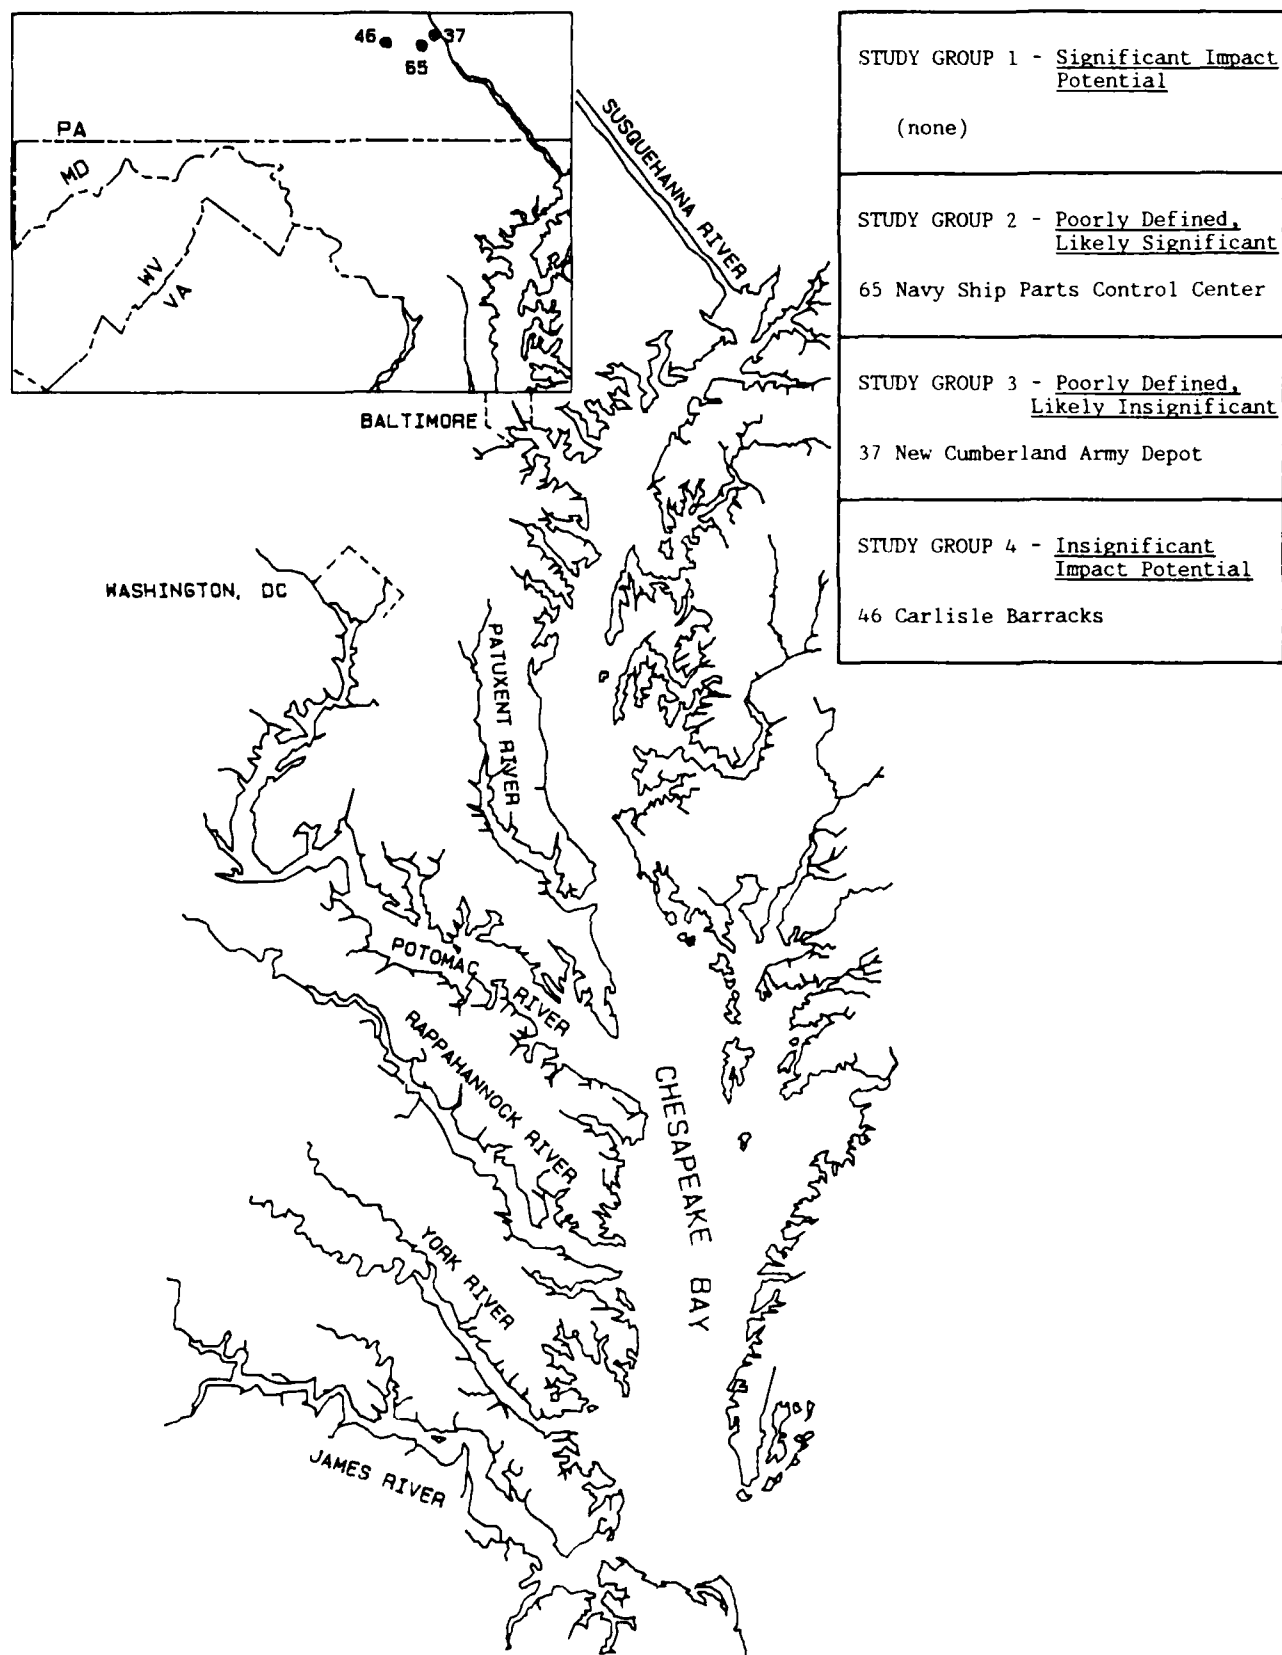 46
37
65
PA
MD
WV
VA
SUSQUEHANNA RIVER
BALTIMORE
WASHINGTON, DC
PATUXENT RIVER
POTOMAC RIVER
RAPPAHANNOCK RIVER
CHESAPEAKE BAY
YORK RIVER
JAMES RIVER
STUDY GROUP 1 - Significant Impact
Potential
(none)
STUDY GROUP 2 - Poorly Defined,
Likely Significant
65 Navy Ship Parts Control Center
STUDY GROUP 3 - Poorly Defined,
Likely Insignificant
37 New Cumberland Army Depot
STUDY GROUP 4 - Insignificant
Impact Potential
46 Carlisle Barracks